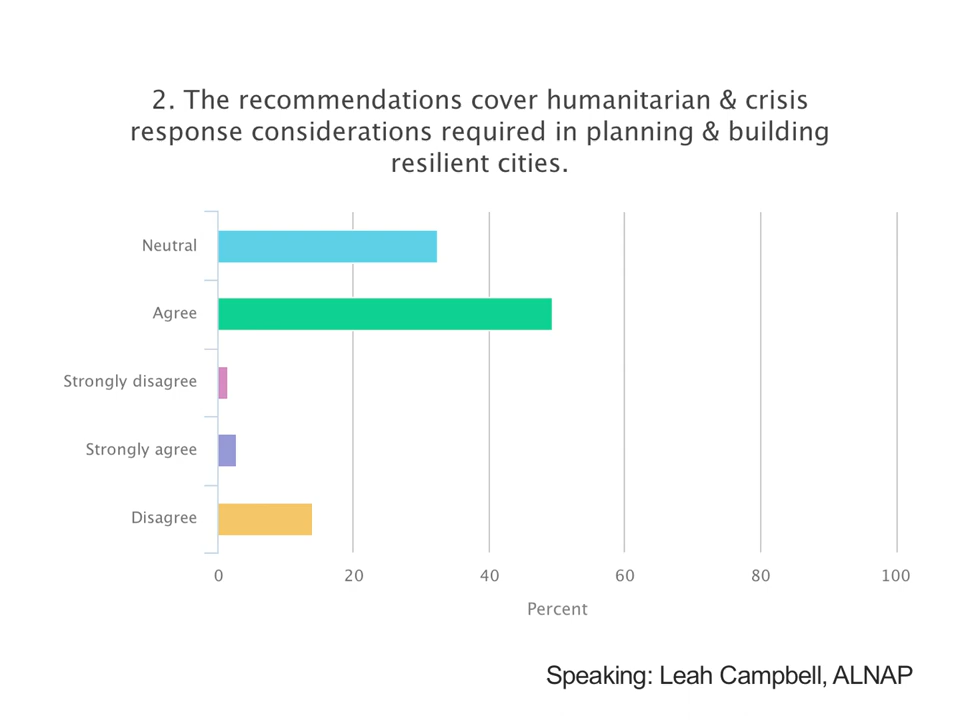 2. The recommendations cover humanitarian & crisis
response considerations required in planning & building
resilient cities.
Neutral
Agree
Strongly disagree
Strongly agree
Disagree
0 20 40 60 80 100
Percent
Speaking: Leah Campbell, ALNAP